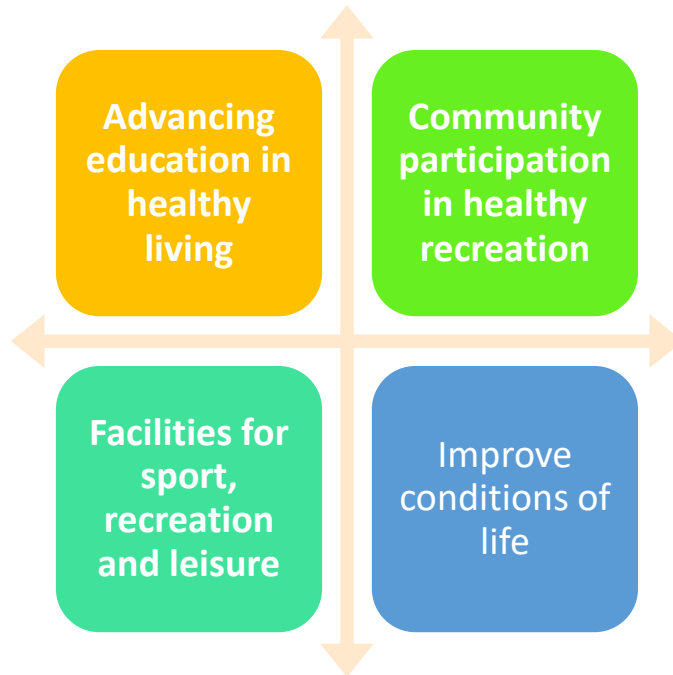 Advancing
education in
healthy
living
Community
participation
in healthy
recreation
Facilities for
sport,
recreation
and leisure
Improve
conditions of
life